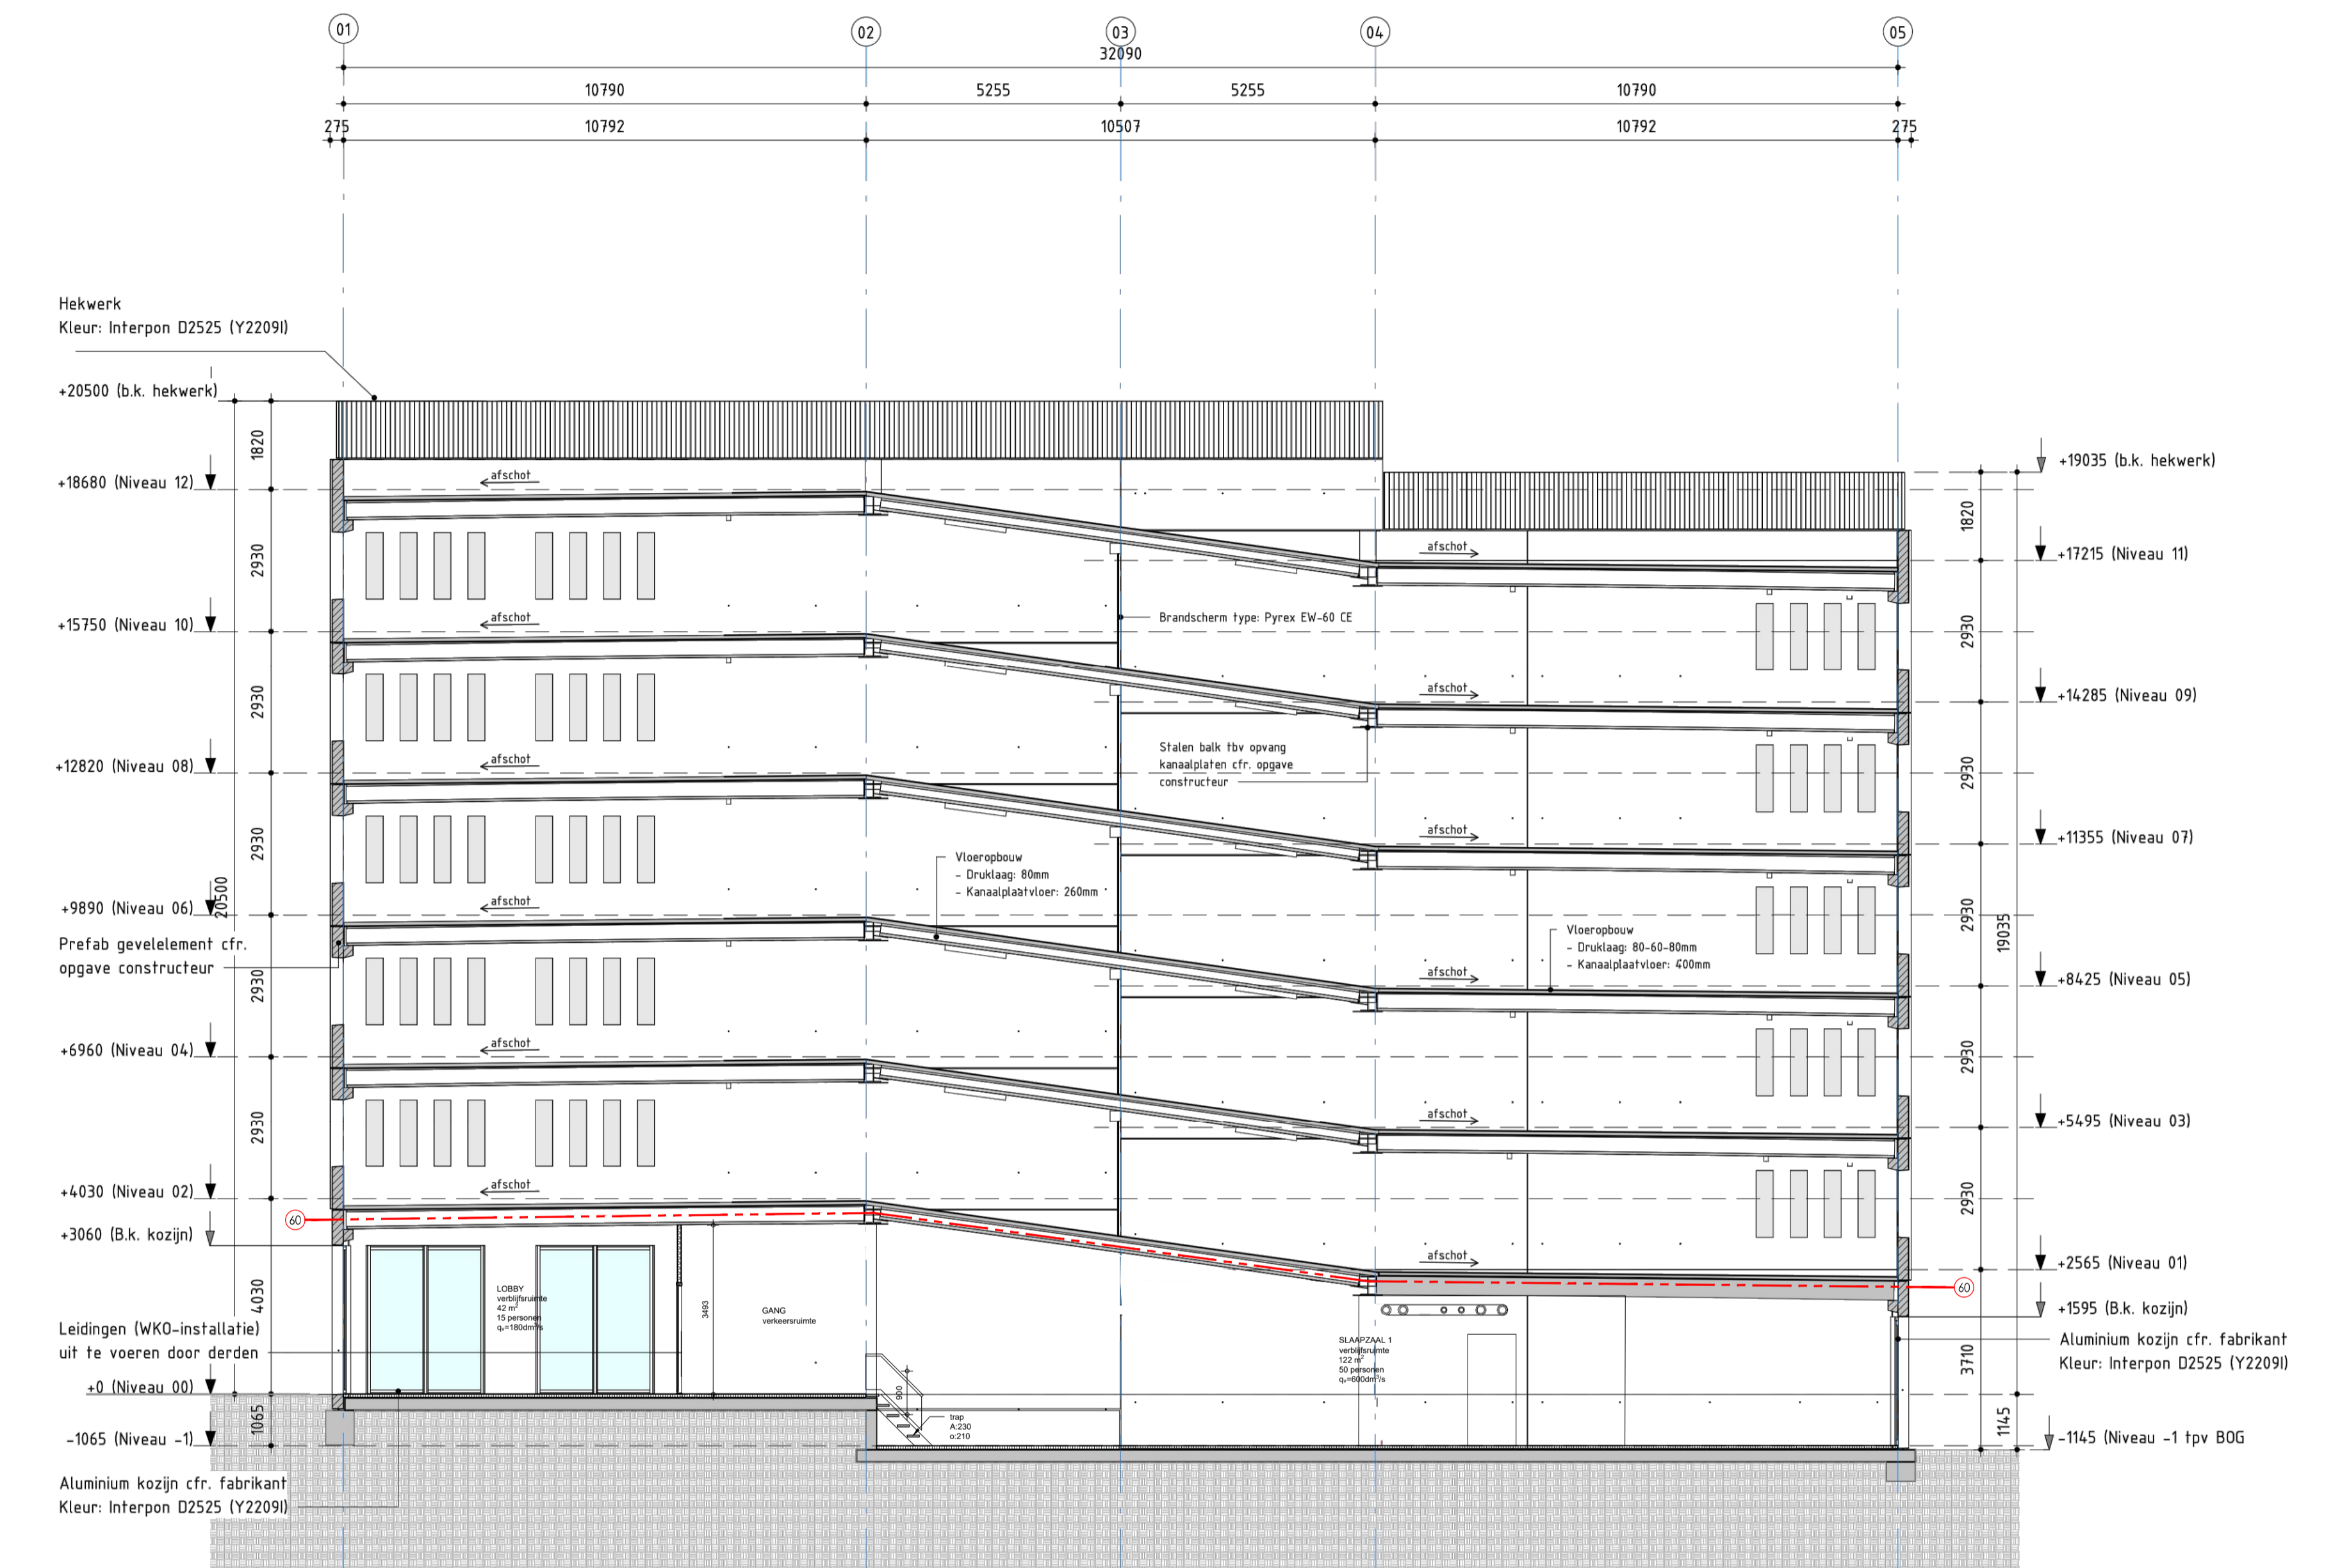 01
02
03
04
05
32090
10790
5255
5255
10790
275
10792
10507
10792
275
Hekwerk
Kleur: Interpon D2525 (Y2209I)
+20500 (b.k. hekwerk)
1820
+18680 (Niveau 12)
afschot
2930
+15750 (Niveau 10)
afschot
2930
+12820 (Niveau 08)
afschot
2930
20500
+9890 (Niveau 06)
afschot
Prefab gevelelement cfr.
opgave constructeur
2930
+6960 (Niveau 04)
afschot
2930
+4030 (Niveau 02)
afschot
60
+3060 (B.k. kozijn)
4030
Leidingen (WKO-installatie)
uit te voeren door derden
+0 (Niveau 00)
1065
-1065 (Niveau -1)
Aluminium kozijn cfr. fabrikant
Kleur: Interpon D2525 (Y2209I)
LOBBY
verblijfsruimte
42 m²
15 personen
qᵥ=180dm³/s
3493
GANG
verkeersruimte
900
trap
A:230
o:210
SLAAPZAAL 1
verblijfsruimte
122 m²
50 personen
qᵥ=600dm³/s
Brandscherm type: Pyrex EW-60 CE
Stalen balk tbv opvang
kanaalplaten cfr. opgave
constructeur
Vloeropbouw
- Druklaag: 80mm
- Kanaalplaatvloer: 260mm
Vloeropbouw
- Druklaag: 80-60-80mm
- Kanaalplaatvloer: 400mm
+19035 (b.k. hekwerk)
1820
afschot
+17215 (Niveau 11)
2930
afschot
+14285 (Niveau 09)
2930
afschot
+11355 (Niveau 07)
2930
19035
afschot
+8425 (Niveau 05)
2930
afschot
+5495 (Niveau 03)
2930
afschot
+2565 (Niveau 01)
60
+1595 (B.k. kozijn)
Aluminium kozijn cfr. fabrikant
Kleur: Interpon D2525 (Y2209I)
3710
1145
-1145 (Niveau -1 tpv BOG